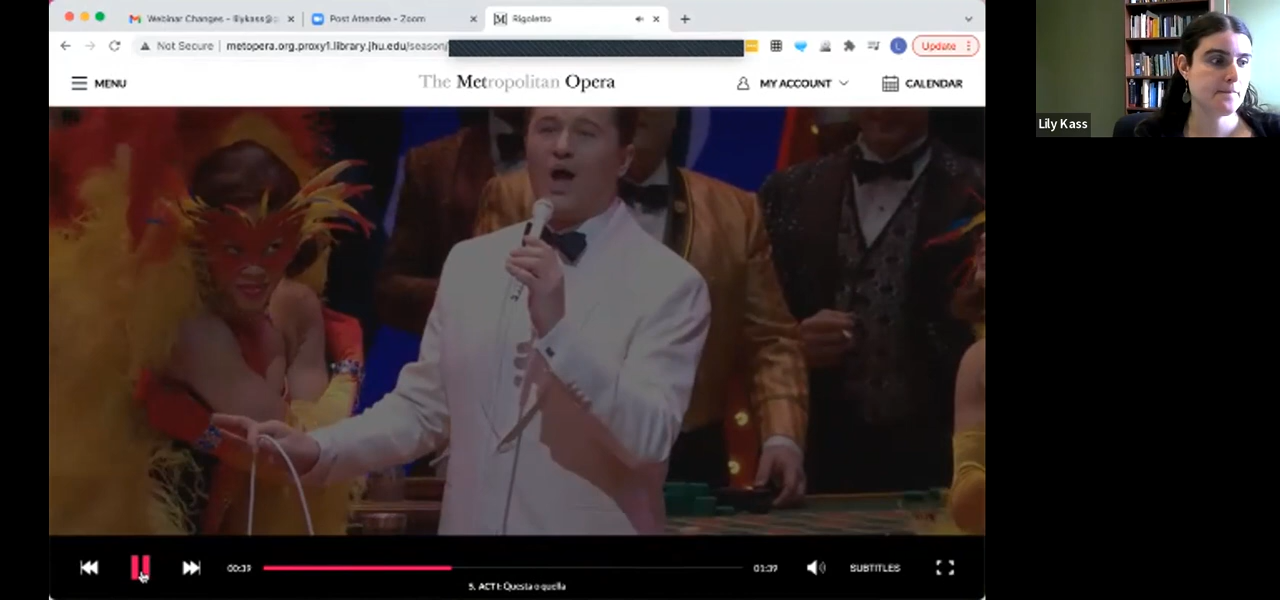 Webinar Changes - lilykass@
Post Attendee - Zoom
Rigoletto
Not Secure
metopera.org.proxy1.library.jhu.edu/season/
Update
MENU
The Metropolitan Opera
MY ACCOUNT
CALENDAR
Lily Kass
00:39
01:39
SUBTITLES
5. ACT I: Questa o quella